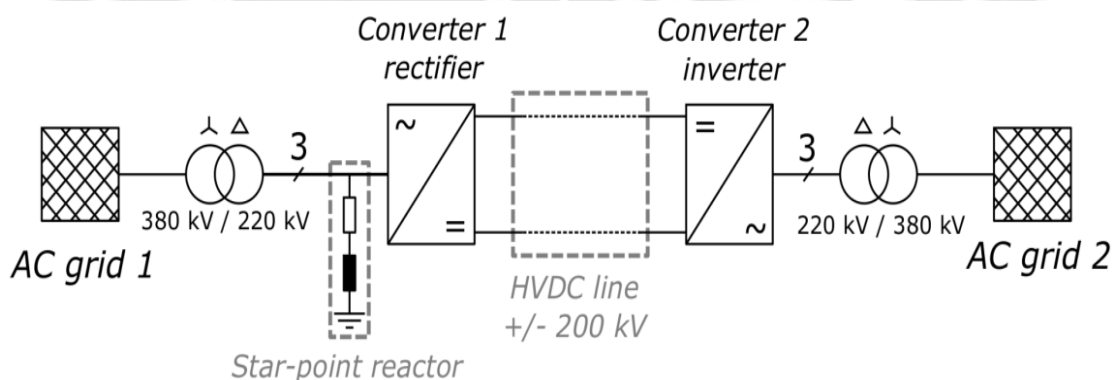 Converter 1
rectifier
Converter 2
inverter
3
~
=
=
~
3
380 kV / 220 kV
220 kV / 380 kV
AC grid 1
AC grid 2
HVDC line
+/- 200 kV
Star-point reactor